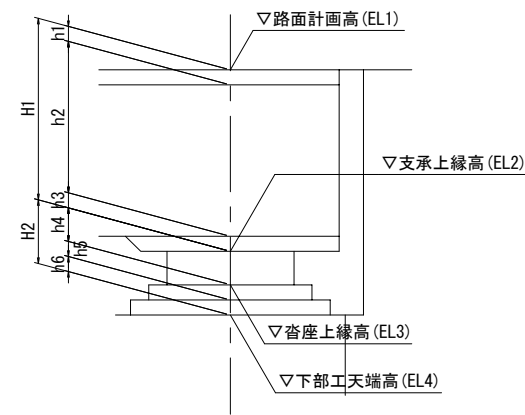 ▽路面計画高(EL1)
h1
H1
h2
▽支承上縁高(EL2)
h3
h4
H2
h5
h6
▽沓座上縁高(EL3)
▽下部工天端高(EL4)